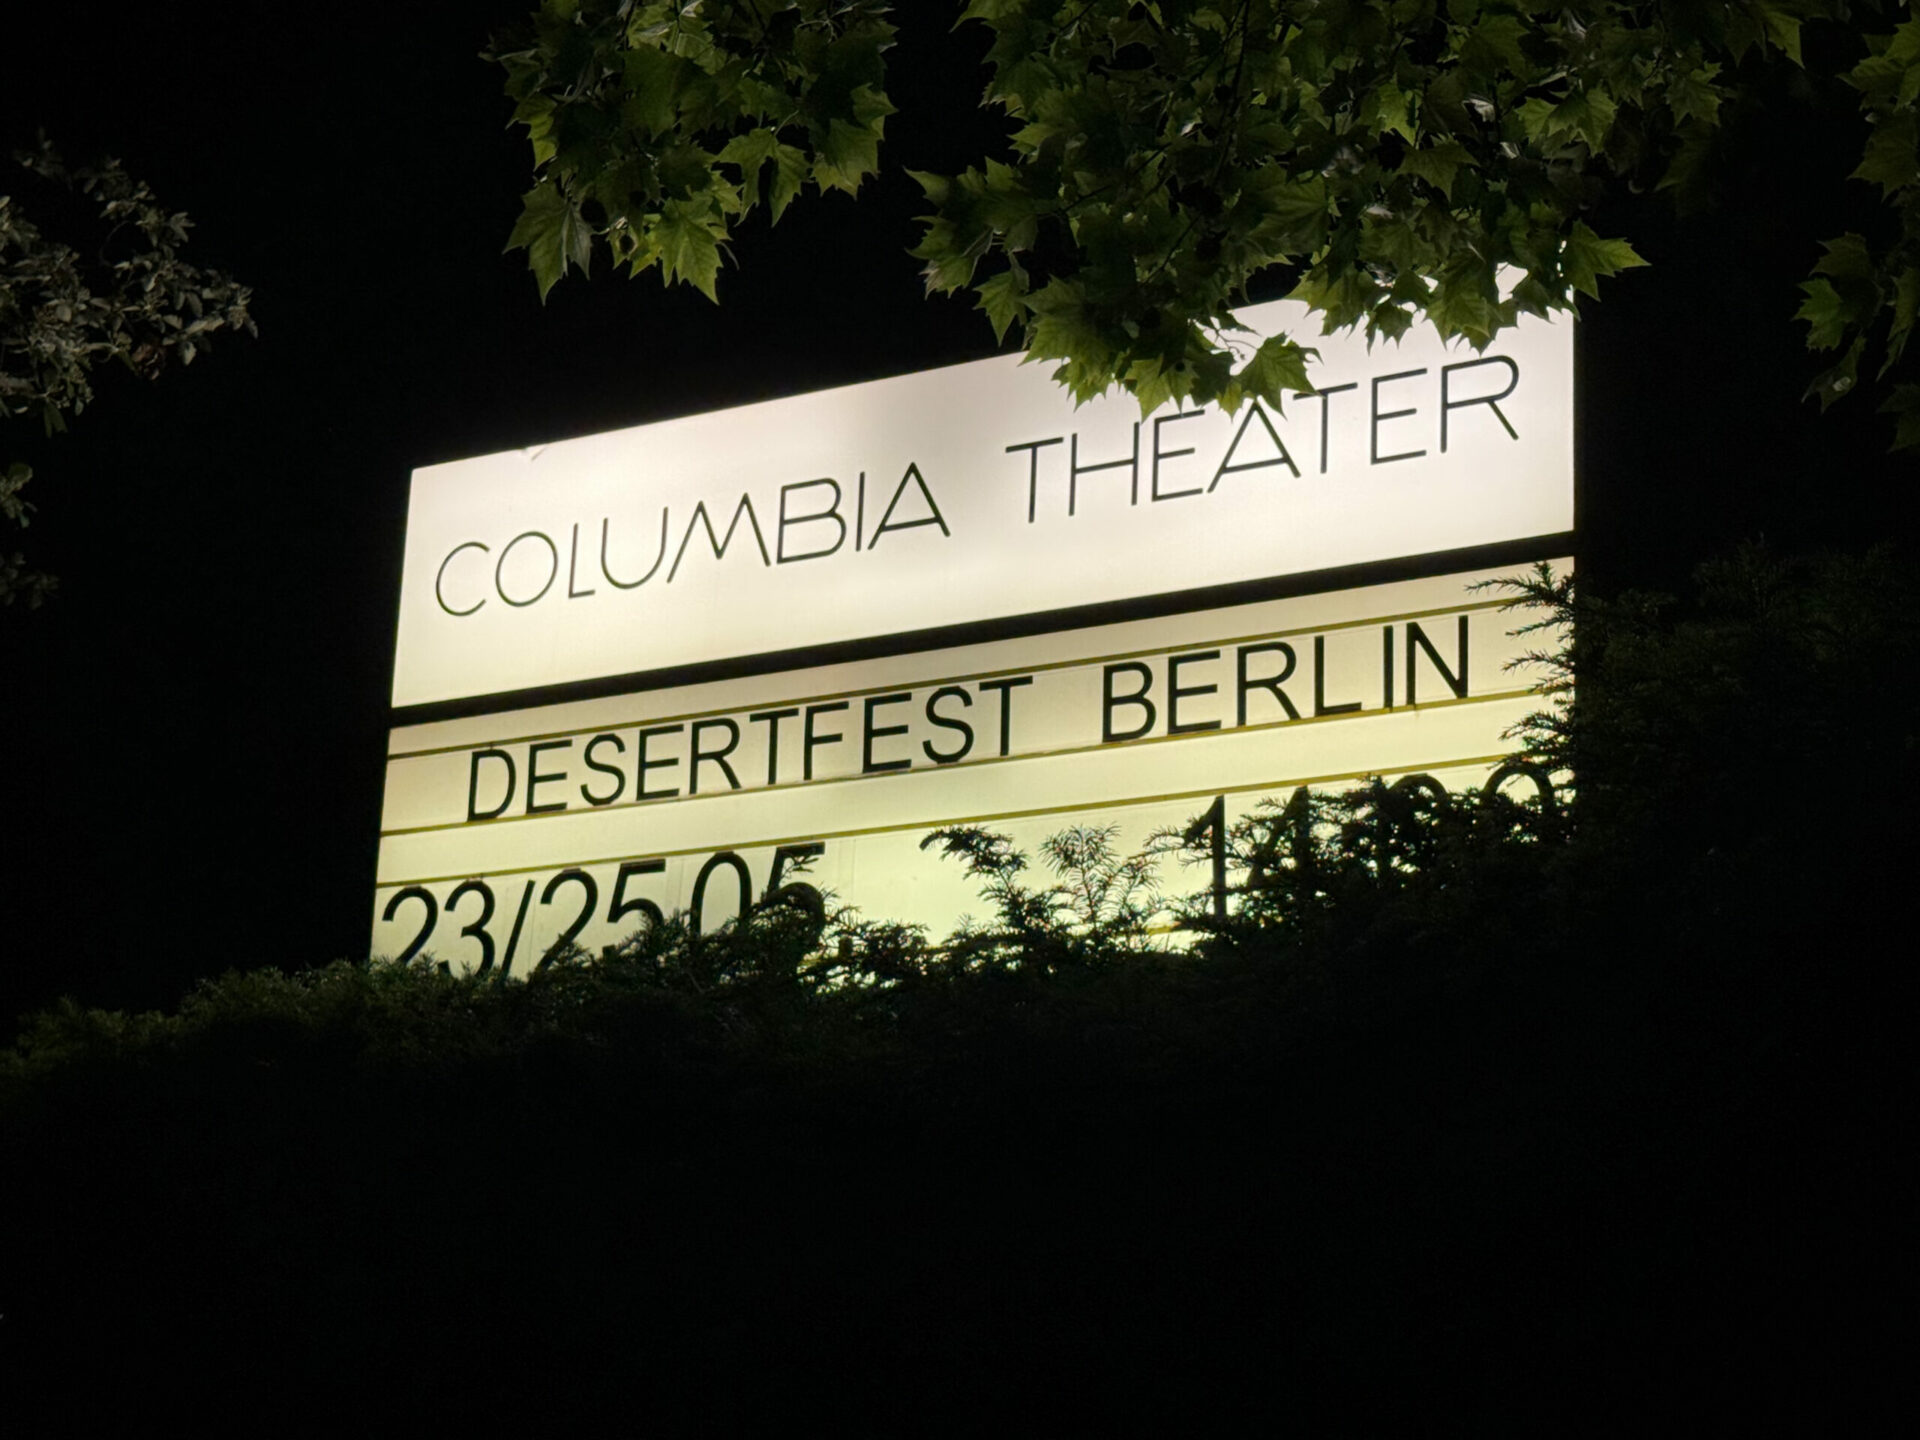 COLUMBIA THEATER
DESERTFEST BERLIN
23/25.05